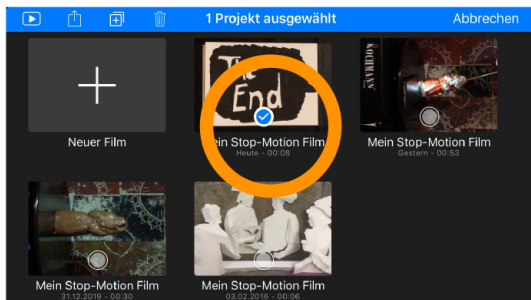 1 Projekt ausgewählt
Abbrechen
The
End
KOCHMANN
Neuer Film
Mein Stop-Motion Film
Heute - 00:08
Mein Stop-Motion Film
Gestern - 00:53
Mein Stop-Motion Film
31.12.2019 - 00:30
Mein Stop-Motion Film
03.02.2016 - 00:06